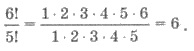 6!/5! = (1 · 2 · 3 · 4 · 5 · 6)/(1 · 2 · 3 · 4 · 5) = 6 .